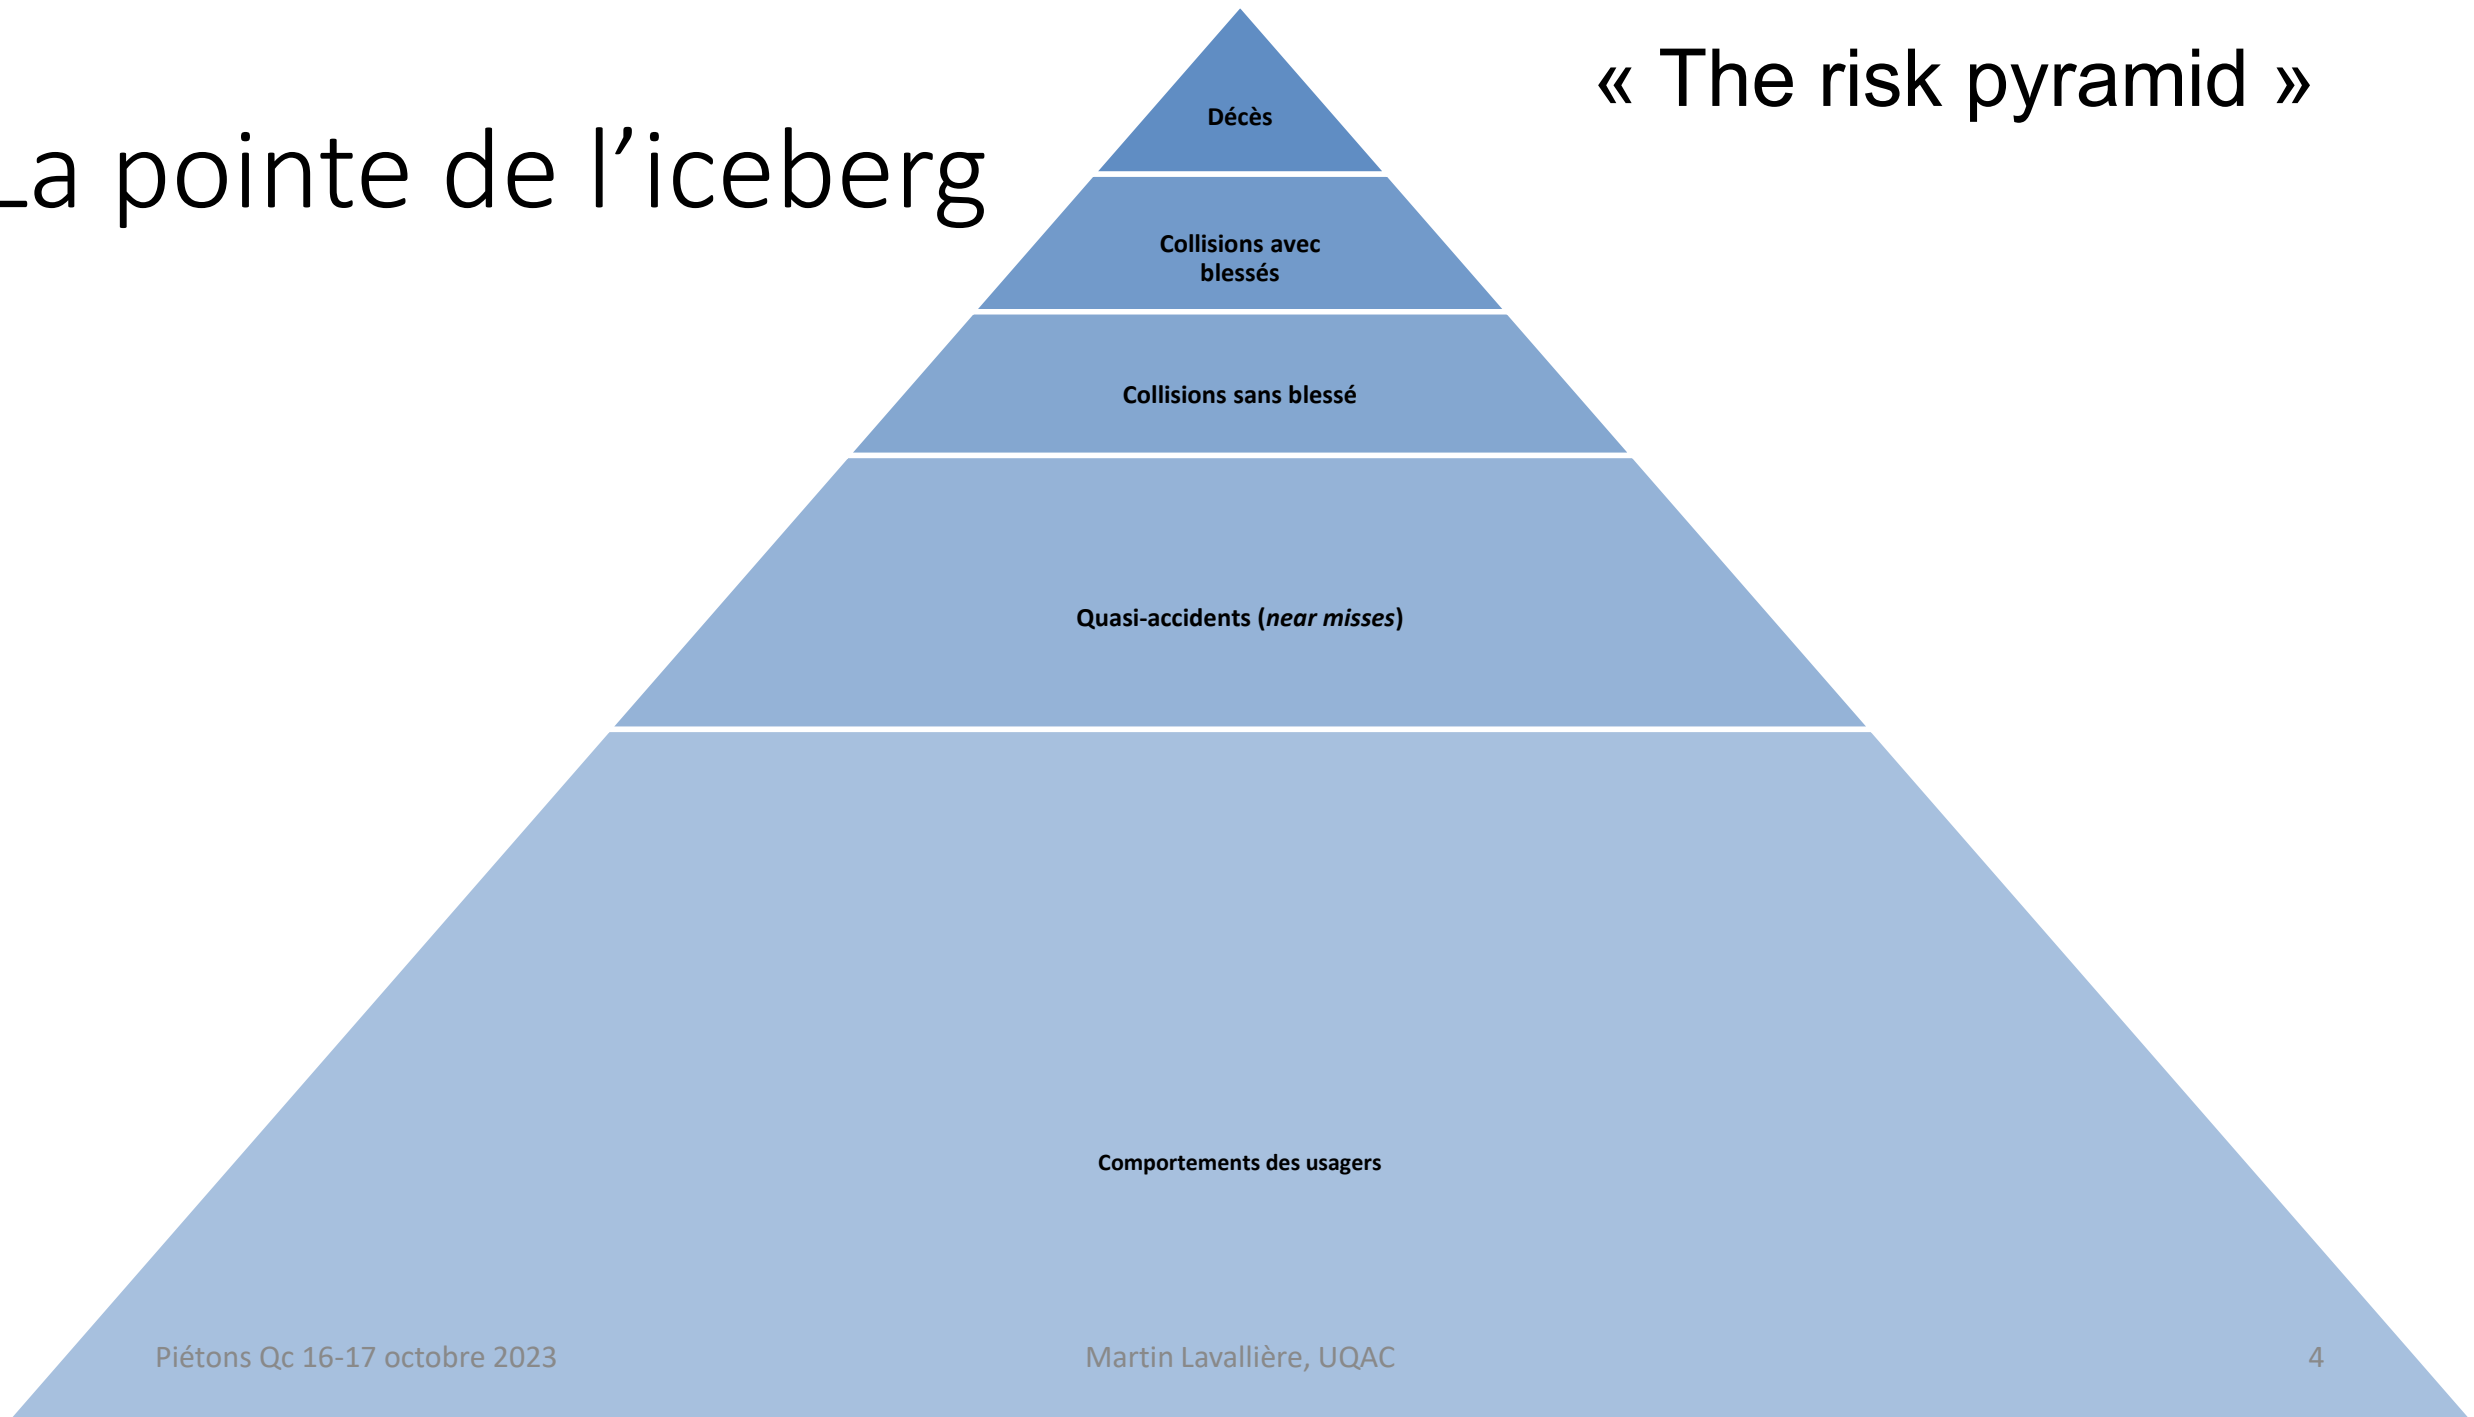 « The risk pyramid »
La pointe de l’iceberg
Décès
Collisions avec
blessés
Collisions sans blessé
Quasi-accidents (near misses)
Comportements des usagers
Piétons Qc 16-17 octobre 2023
Martin Lavallière, UQAC
4